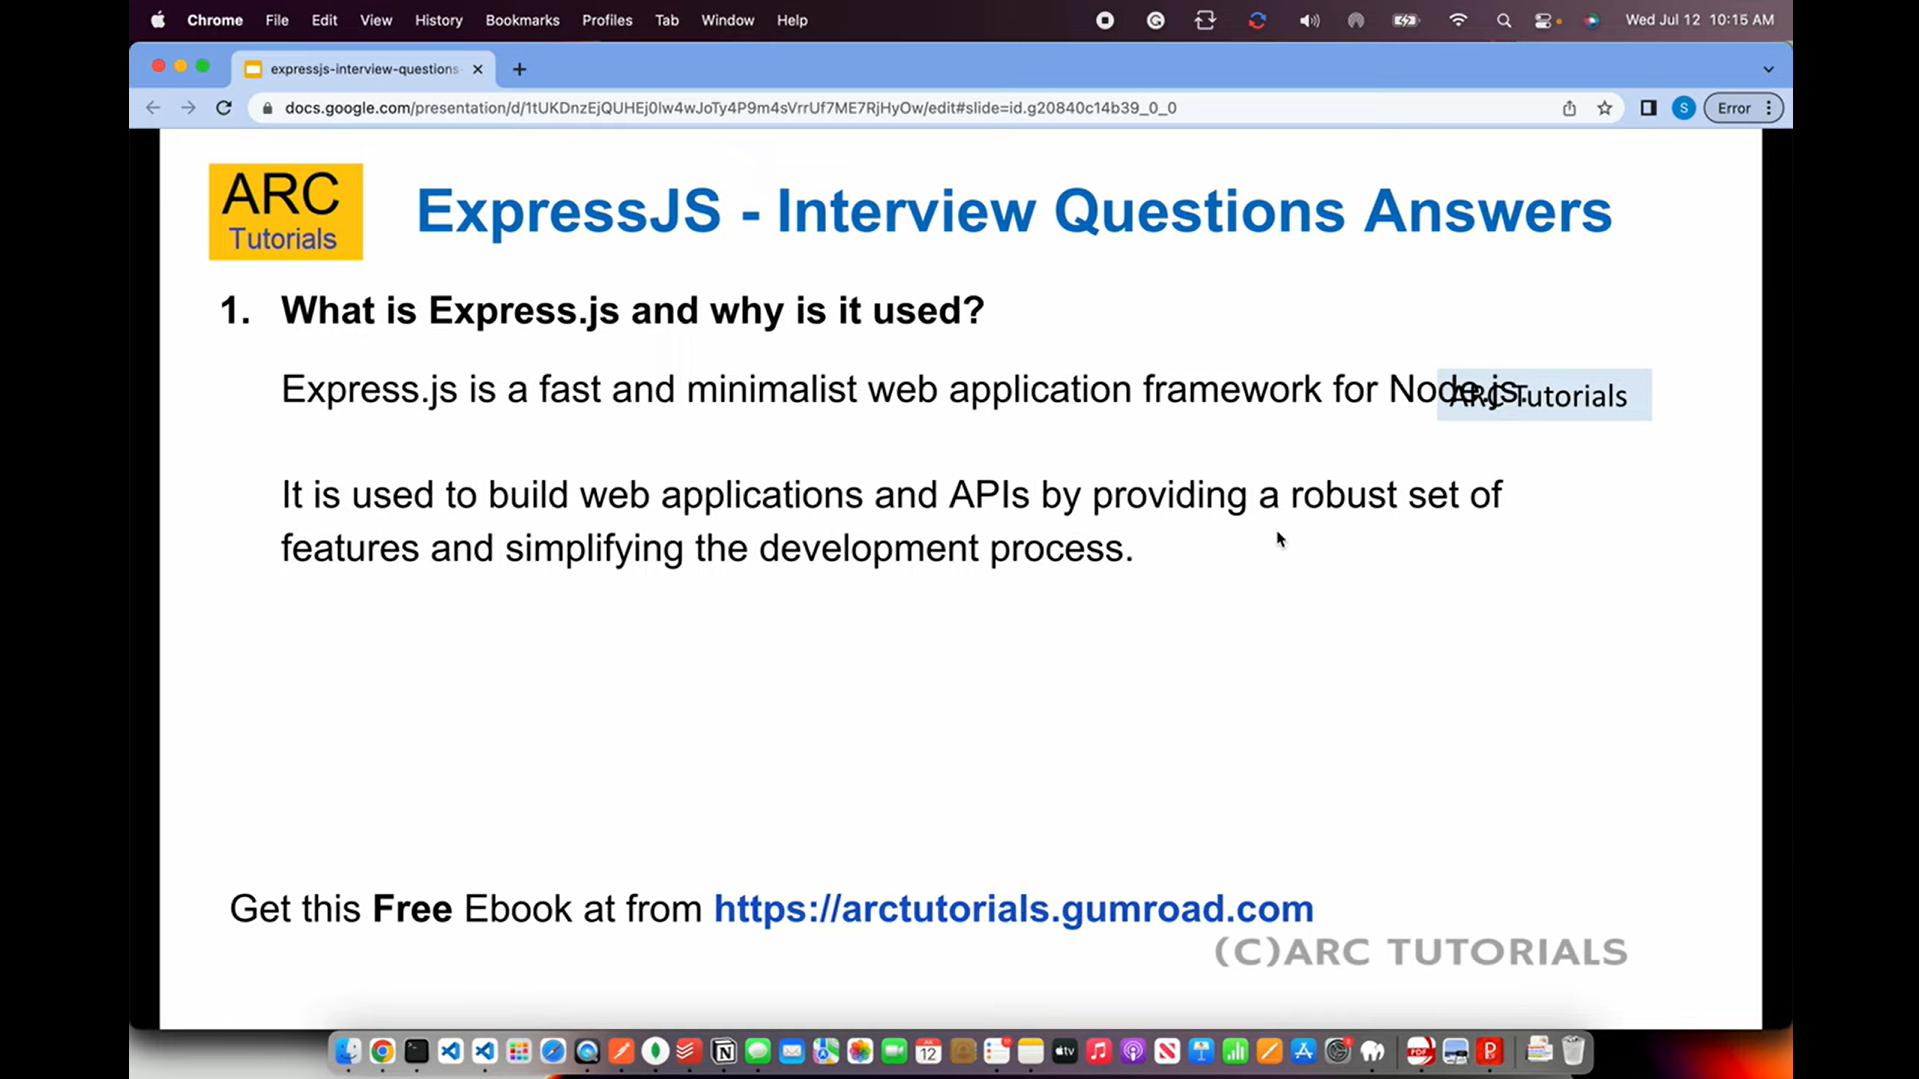 Chrome File Edit View History Bookmarks Profiles Tab Window Help Wed Jul 12 10:15 AM
expressjs-interview-questions-
docs.google.com/presentation/d/1tUKDnzEjQUHEj0lw4wJoTy4P9m4sVrrUf7ME7RjHyOw/edit#slide=id.g20840c14b39_0_0 S Error
ARC
Tutorials
ExpressJS - Interview Questions Answers
1. What is Express.js and why is it used?
Express.js is a fast and minimalist web application framework for Node.js.
ARC Tutorials
It is used to build web applications and APIs by providing a robust set of
features and simplifying the development process.
Get this Free Ebook at from https://arctutorials.gumroad.com
(C)ARC TUTORIALS
JUL
12
tv
PDF